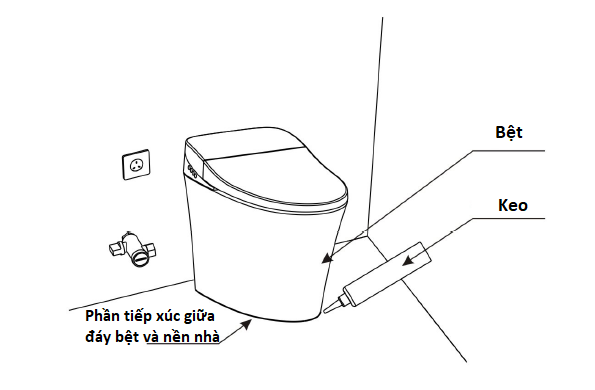 Bệt
Keo
Phần tiếp xúc giữa
đáy bệt và nền nhà